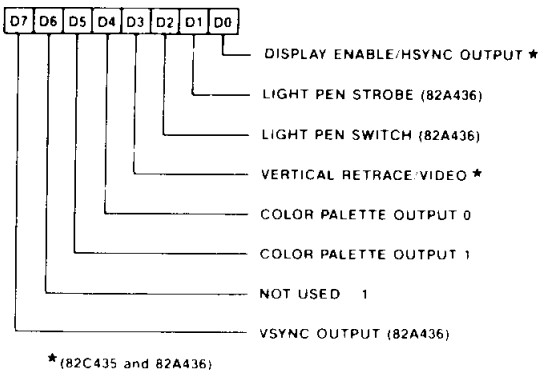 D7 D6 D5 D4 D3 D2 D1 D0
DISPLAY ENABLE/HSYNC OUTPUT ★
LIGHT PEN STROBE (82A436)
LIGHT PEN SWITCH (82A436)
VERTICAL RETRACE/VIDEO ★
COLOR PALETTE OUTPUT 0
COLOR PALETTE OUTPUT 1
NOT USED 1
VSYNC OUTPUT (82A436)
★(82C435 and 82A436)